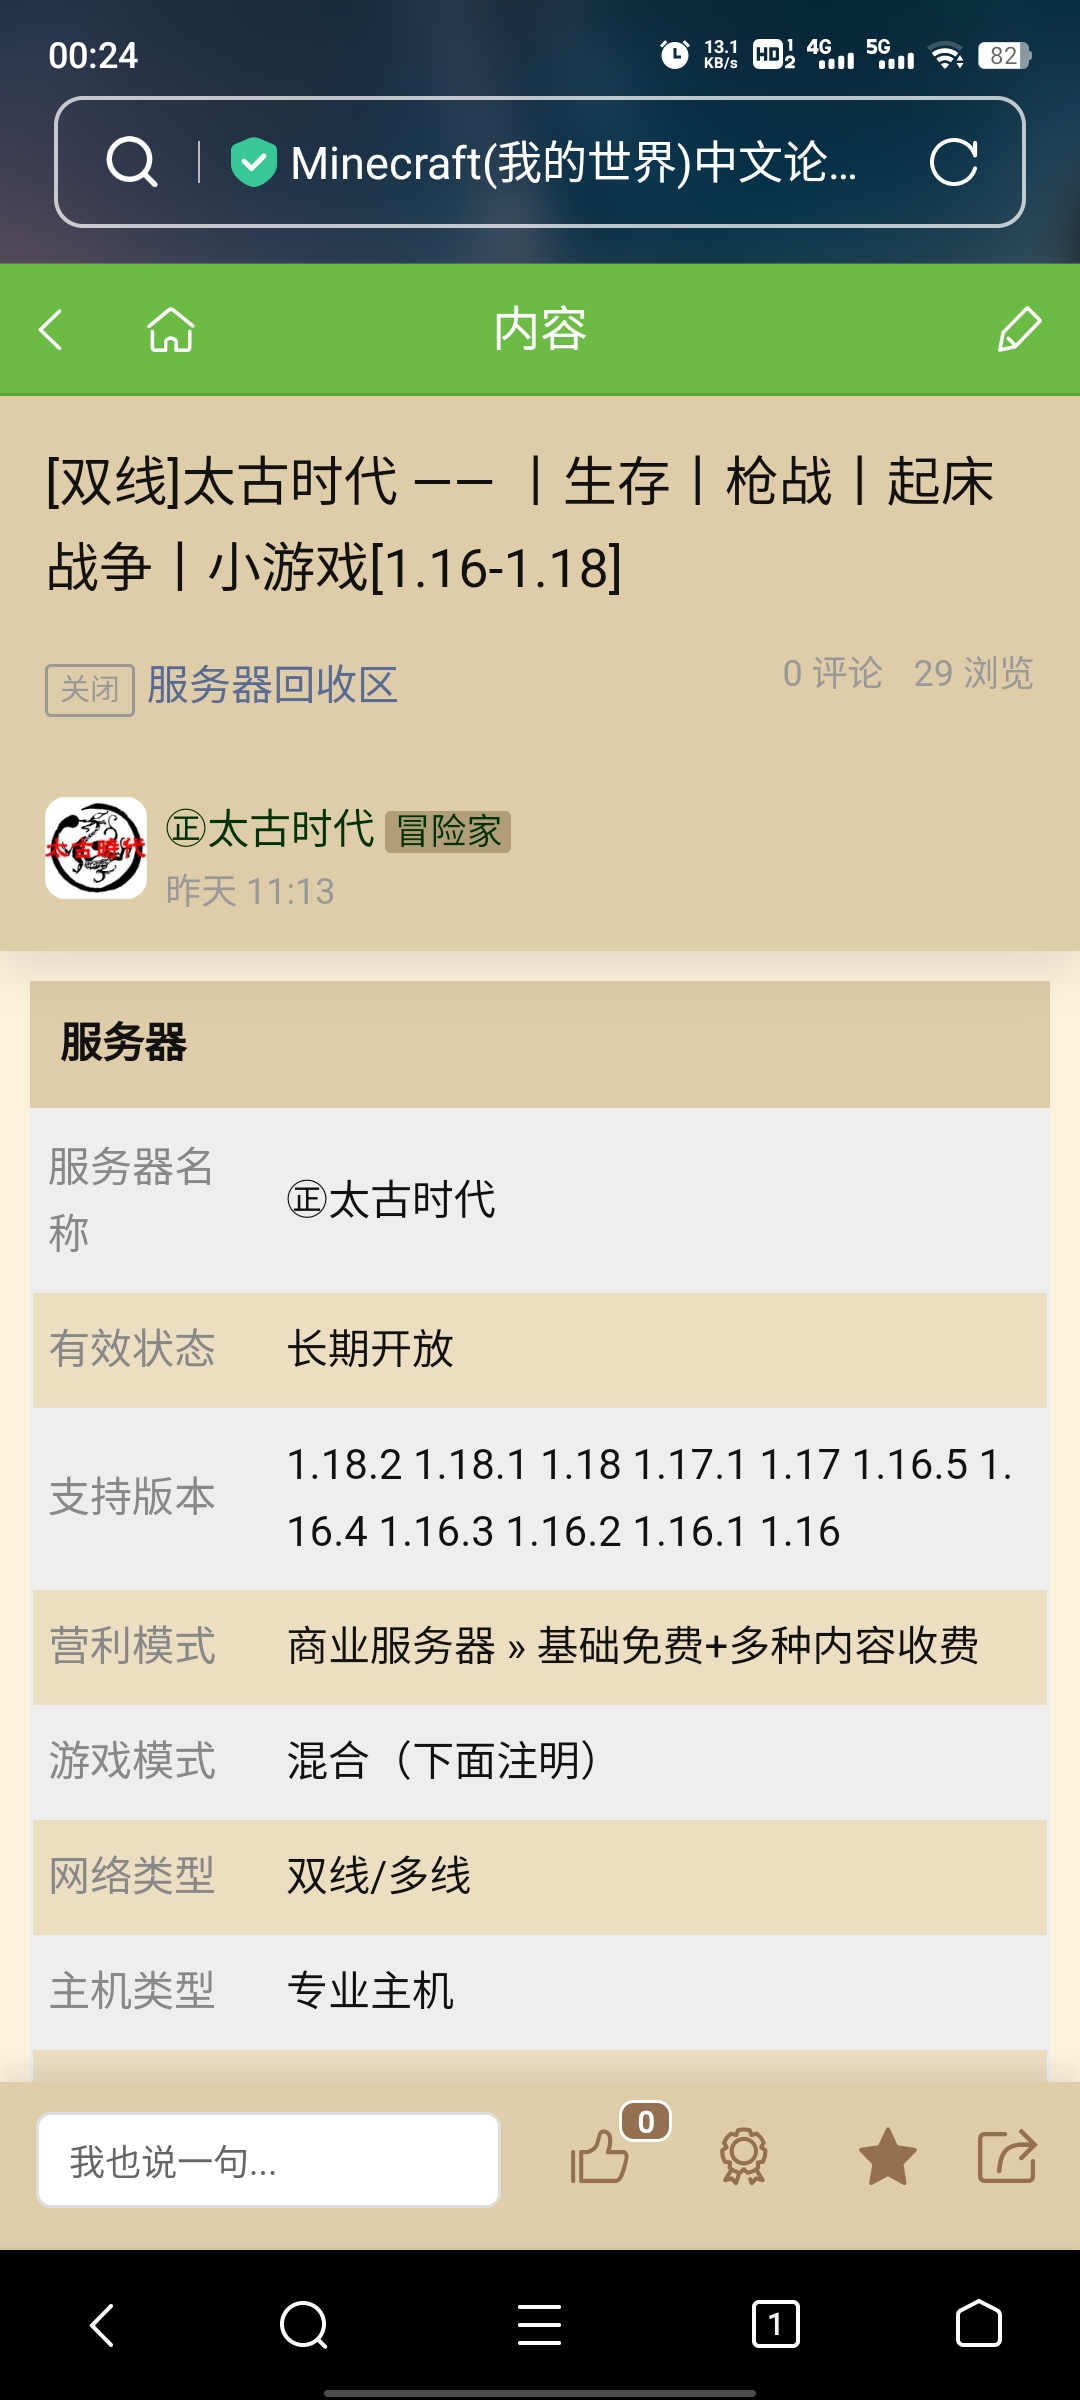 00:24
13.1
KB/s
HD 1 2
4G
5G
82
Minecraft(我的世界)中文论...
内容
[双线]太古时代 —— 丨生存丨枪战丨起床
战争丨小游戏[1.16-1.18]
关闭 服务器回收区
0 评论 29 浏览
太古時代
㊣太古时代 冒险家
昨天 11:13
服务器
服务器名
称
㊣太古时代
有效状态 长期开放
支持版本
1.18.2 1.18.1 1.18 1.17.1 1.17 1.16.5 1.
16.4 1.16.3 1.16.2 1.16.1 1.16
营利模式 商业服务器 » 基础免费+多种内容收费
游戏模式 混合（下面注明）
网络类型 双线/多线
主机类型 专业主机
我也说一句...
0
1